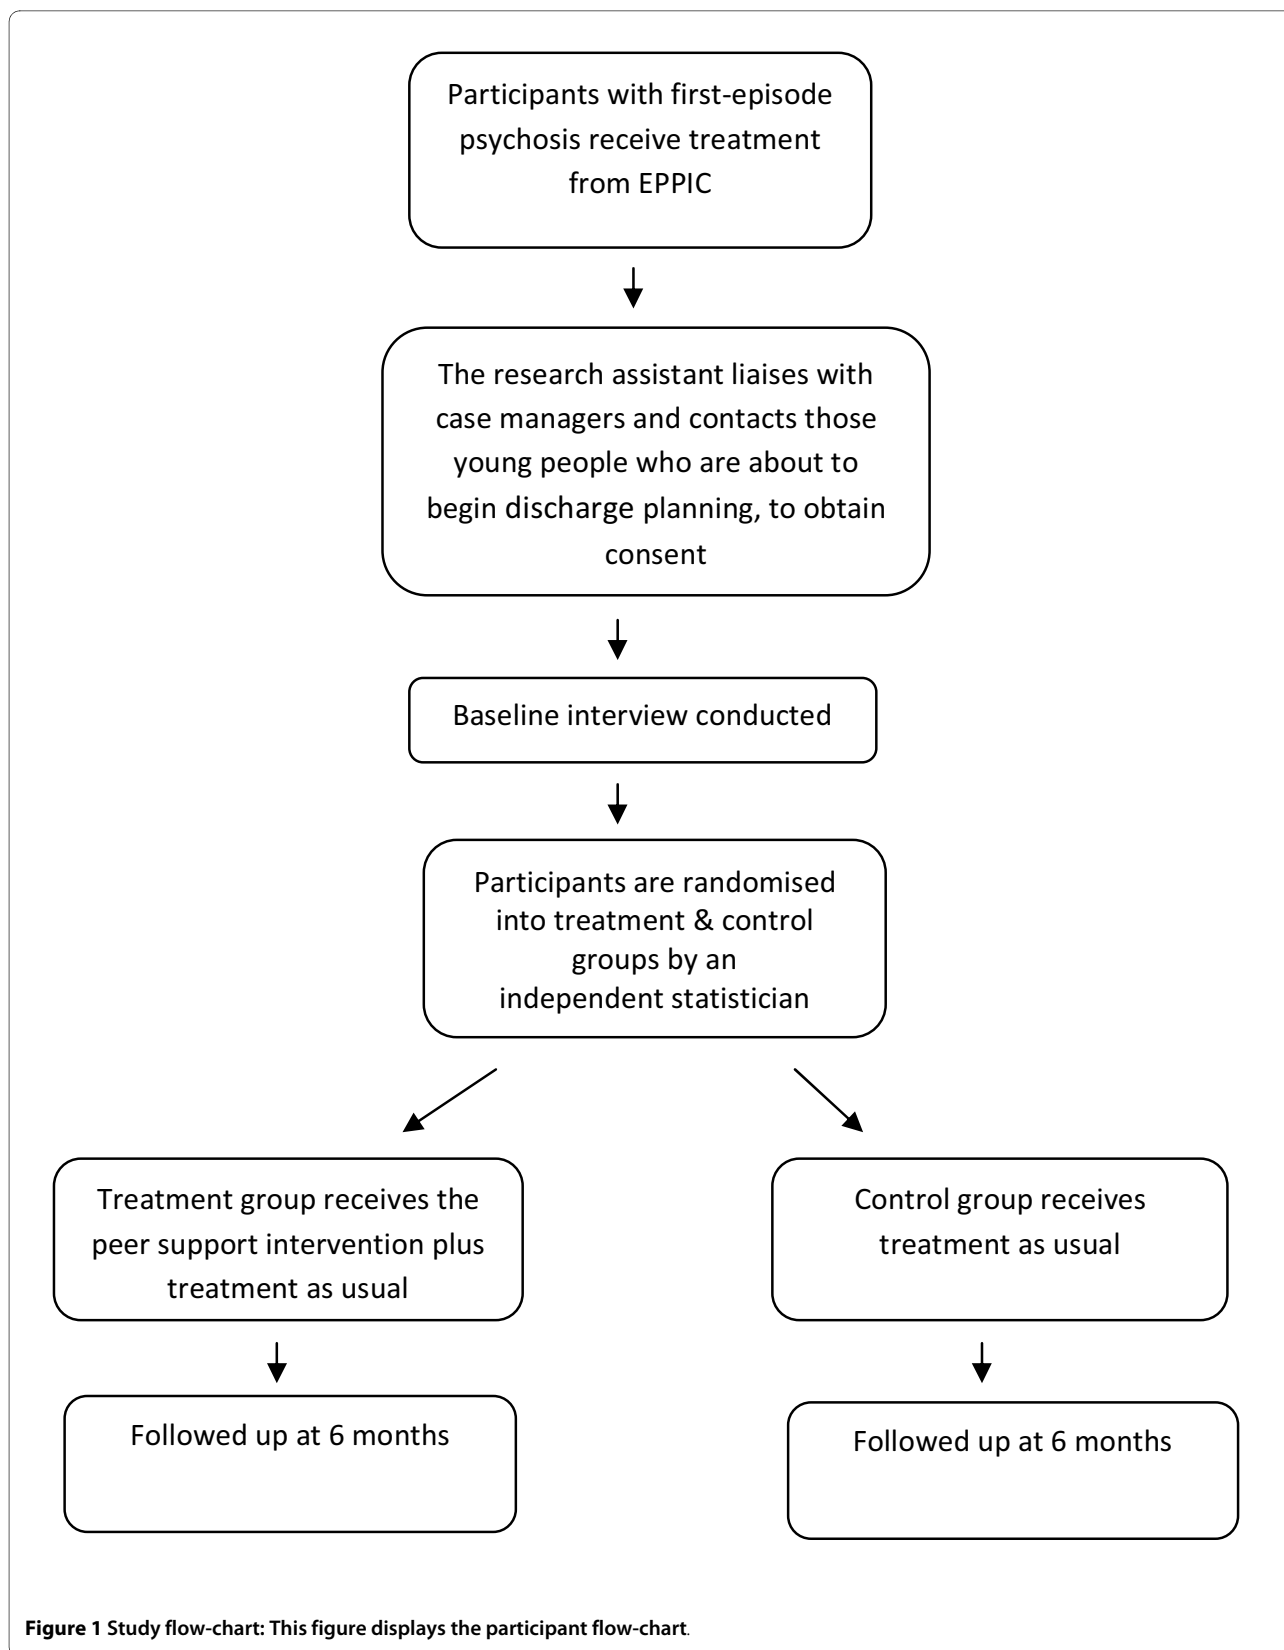 Participants with first-episode
psychosis receive treatment
from EPPIC
The research assistant liaises with
case managers and contacts those
young people who are about to
begin discharge planning, to obtain
consent
Baseline interview conducted
Participants are randomised
into treatment & control
groups by an
independent statistician
Treatment group receives the
peer support intervention plus
treatment as usual
Control group receives
treatment as usual
Followed up at 6 months
Followed up at 6 months
Figure 1 Study flow-chart: This figure displays the participant flow-chart.